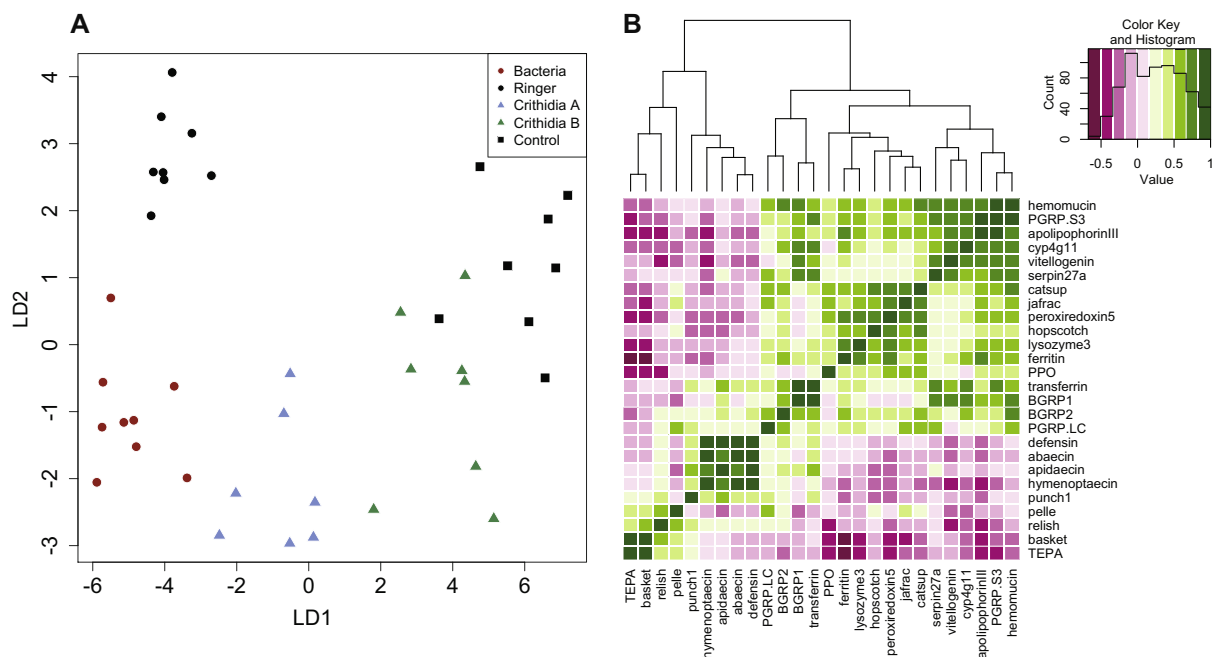 A
LD2
4
3
2
1
0
-1
-2
-3
-6
-4
-2
0
2
4
6
LD1
Bacteria
Ringer
Crithidia A
Crithidia B
Control
B
Color Key
and Histogram
Count
0
40
80
-0.5
0
0.5
1
Value
hemomucin
PGRP.S3
apolipophorinIII
cyp4g11
vitellogenin
serpin27a
catsup
jafrac
peroxiredoxin5
hopscotch
lysozyme3
ferritin
PPO
transferrin
BGRP1
BGRP2
PGRP.LC
defensin
abaecin
apidaecin
hymenoptaecin
punch1
pelle
relish
basket
TEPA
TEPA
basket
relish
pelle
punch1
hymenoptaecin
apidaecin
abaecin
defensin
PGRP.LC
BGRP2
BGRP1
transferrin
PPO
ferritin
lysozyme3
hopscotch
peroxiredoxin5
jafrac
catsup
serpin27a
vitellogenin
cyp4g11
apolipophorinIII
PGRP.S3
hemomucin